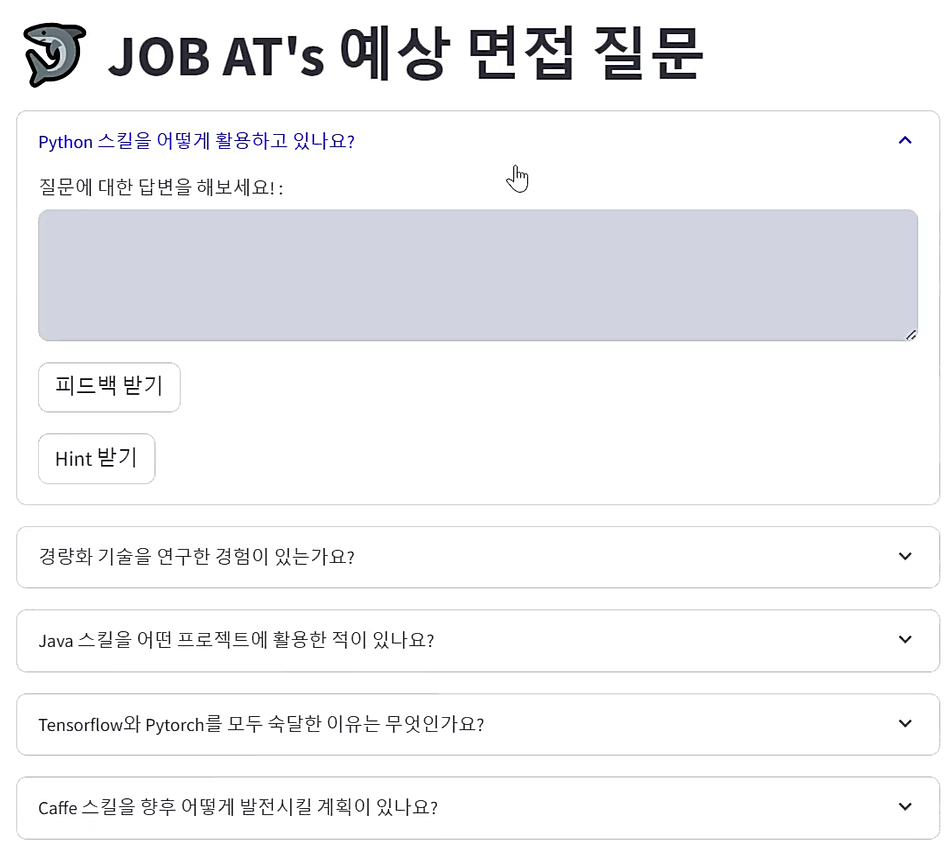 JOB AT's 예상 면접 질문
Python 스킬을 어떻게 활용하고 있나요?
질문에 대한 답변을 해보세요! :
피드백 받기
Hint 받기
경량화 기술을 연구한 경험이 있는가요?
Java 스킬을 어떤 프로젝트에 활용한 적이 있나요?
Tensorflow와 Pytorch를 모두 숙달한 이유는 무엇인가요?
Caffe 스킬을 향후 어떻게 발전시킬 계획이 있나요?